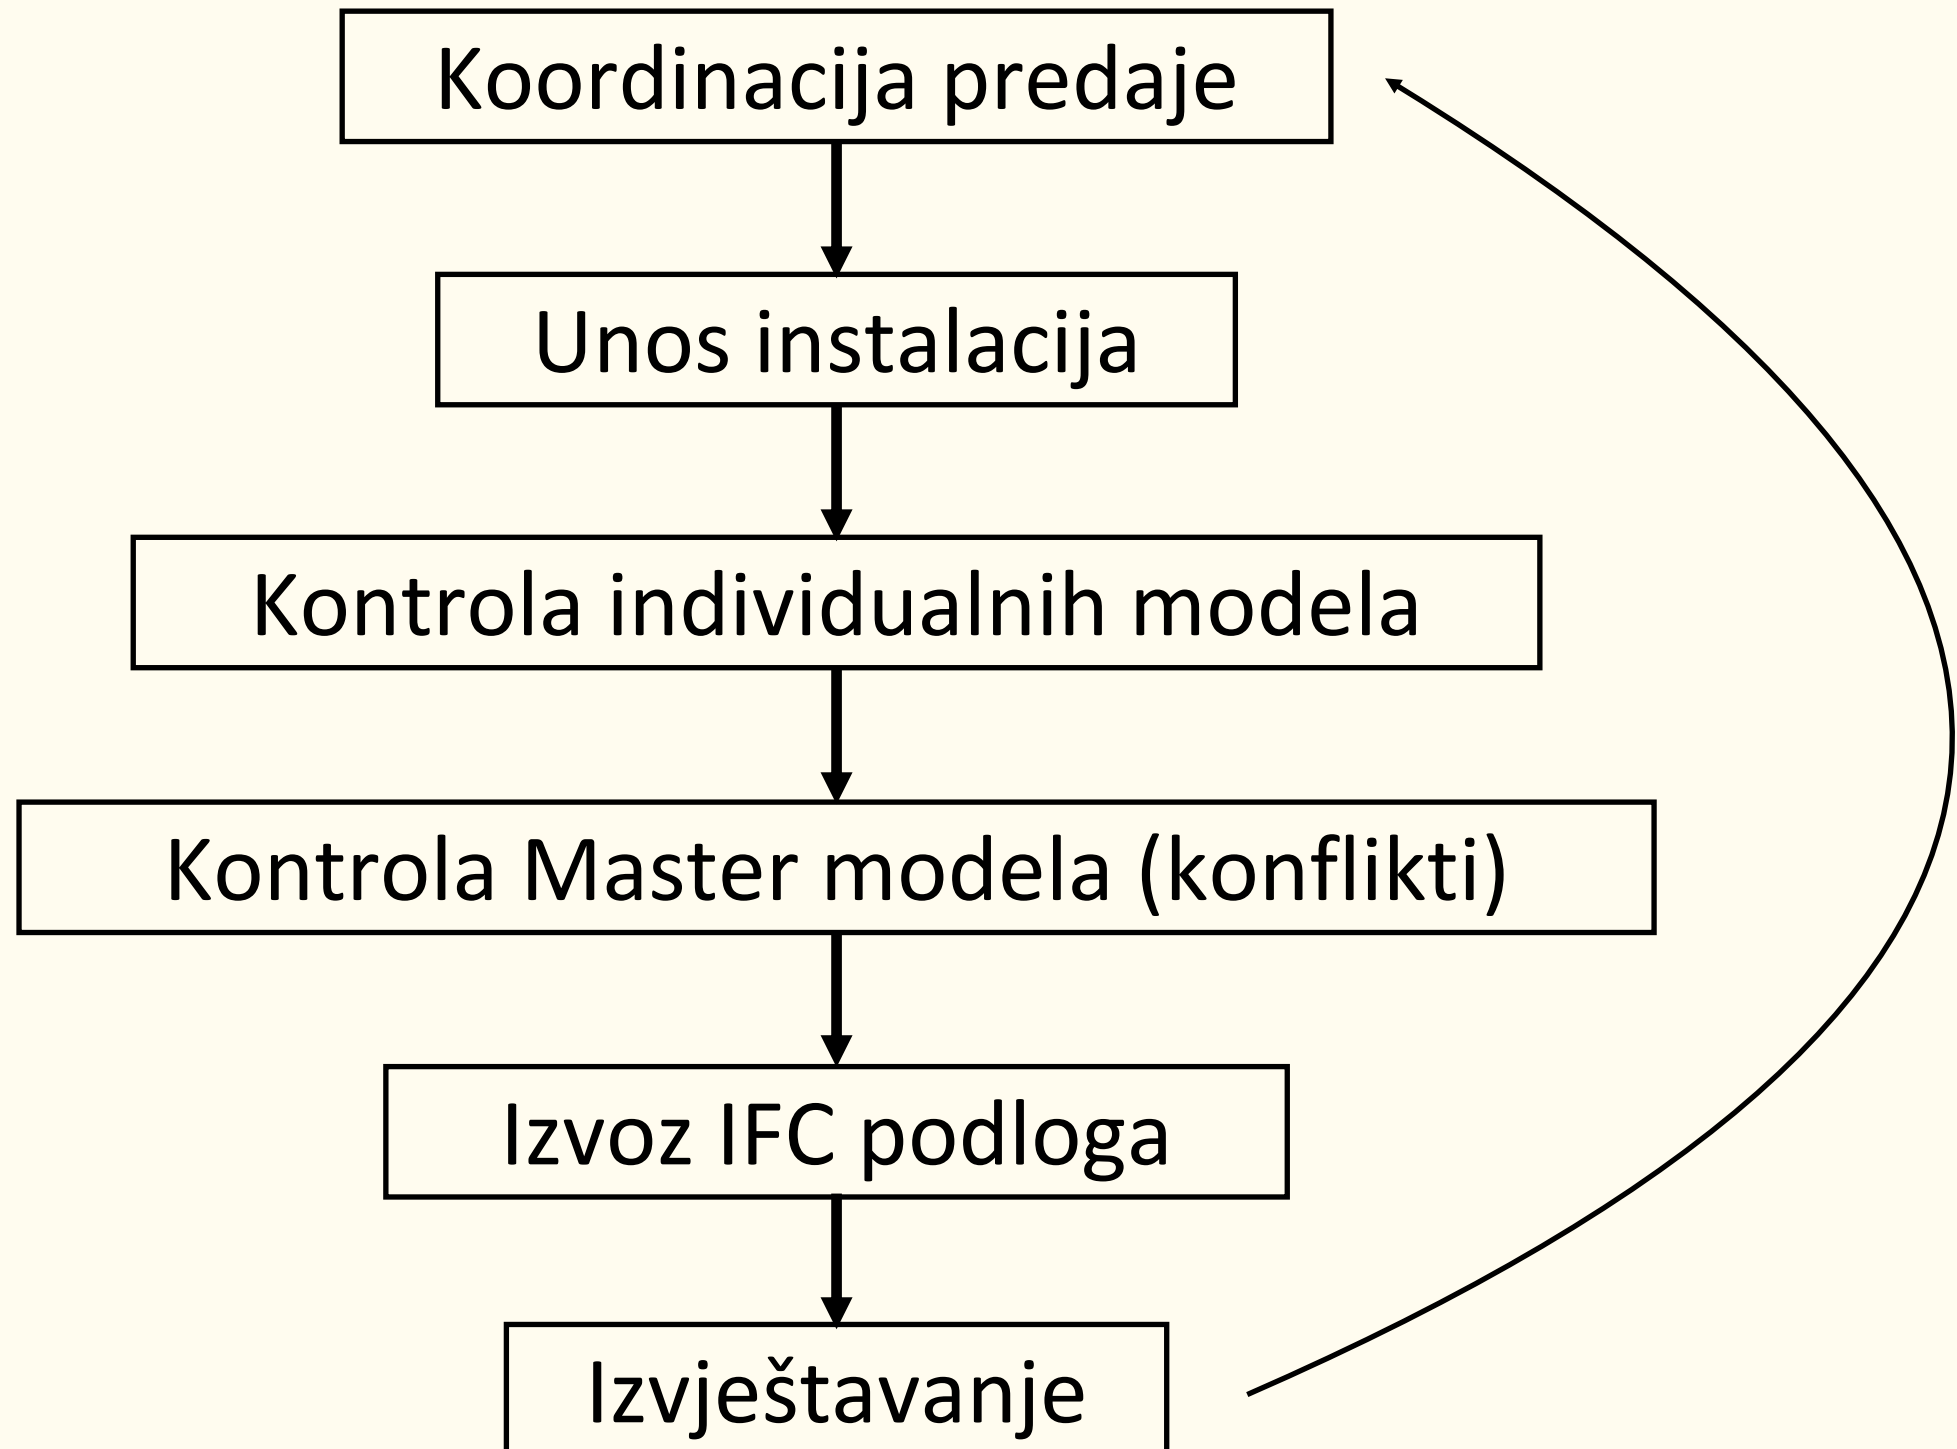 Koordinacija predaje
Unos instalacija
Kontrola individualnih modela
Kontrola Master modela (konflikti)
Izvoz IFC podloga
Izvještavanje